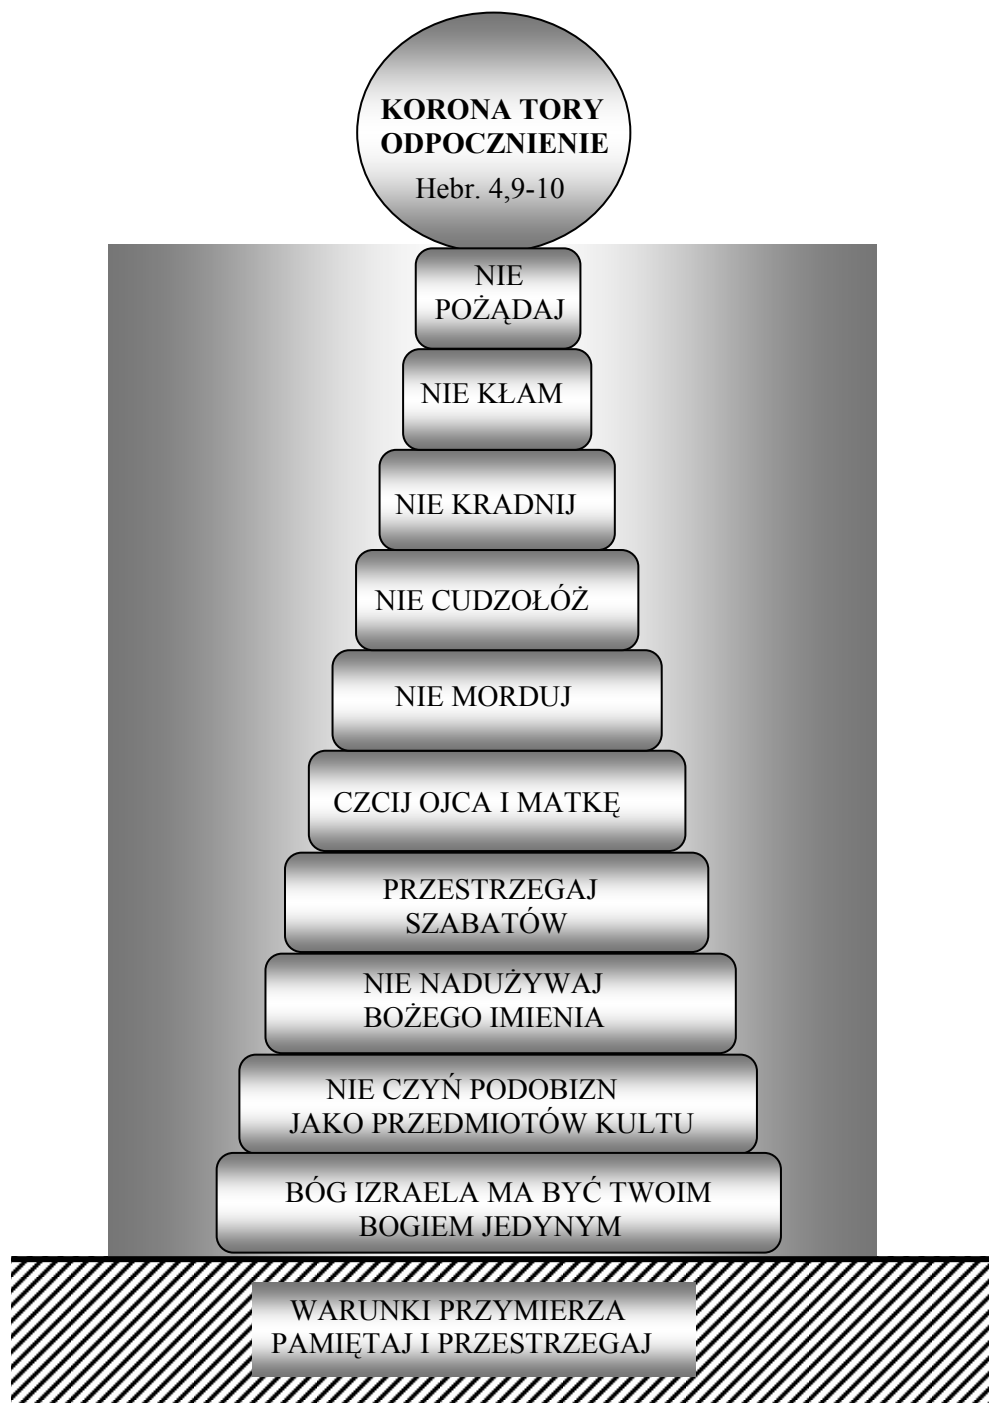 KORONA TORY
ODPOCZNIENIE
Hebr. 4,9-10
NIE
POŻĄDAJ
NIE KŁAM
NIE KRADNIJ
NIE CUDZOŁÓŻ
NIE MORDUJ
CZCIJ OJCA I MATKĘ
PRZESTRZEGAJ
SZABATÓW
NIE NADUŻYWAJ
BOŻEGO IMIENIA
NIE CZYŃ PODOBIZN
JAKO PRZEDMIOTÓW KULTU
BÓG IZRAELA MA BYĆ TWOIM
BOGIEM JEDYNYM
WARUNKI PRZYMIERZA
PAMIĘTAJ I PRZESTRZEGAJ